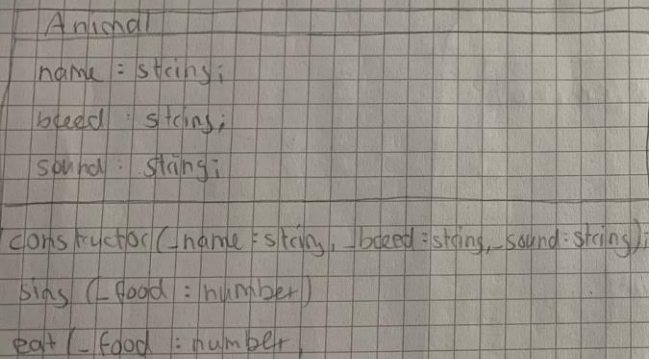 Animal
name : string;
breed : string;
sound : string;
constructor(_name : string, _breed : string, _sound : string);
sing (_food : number)
eat (_food : number